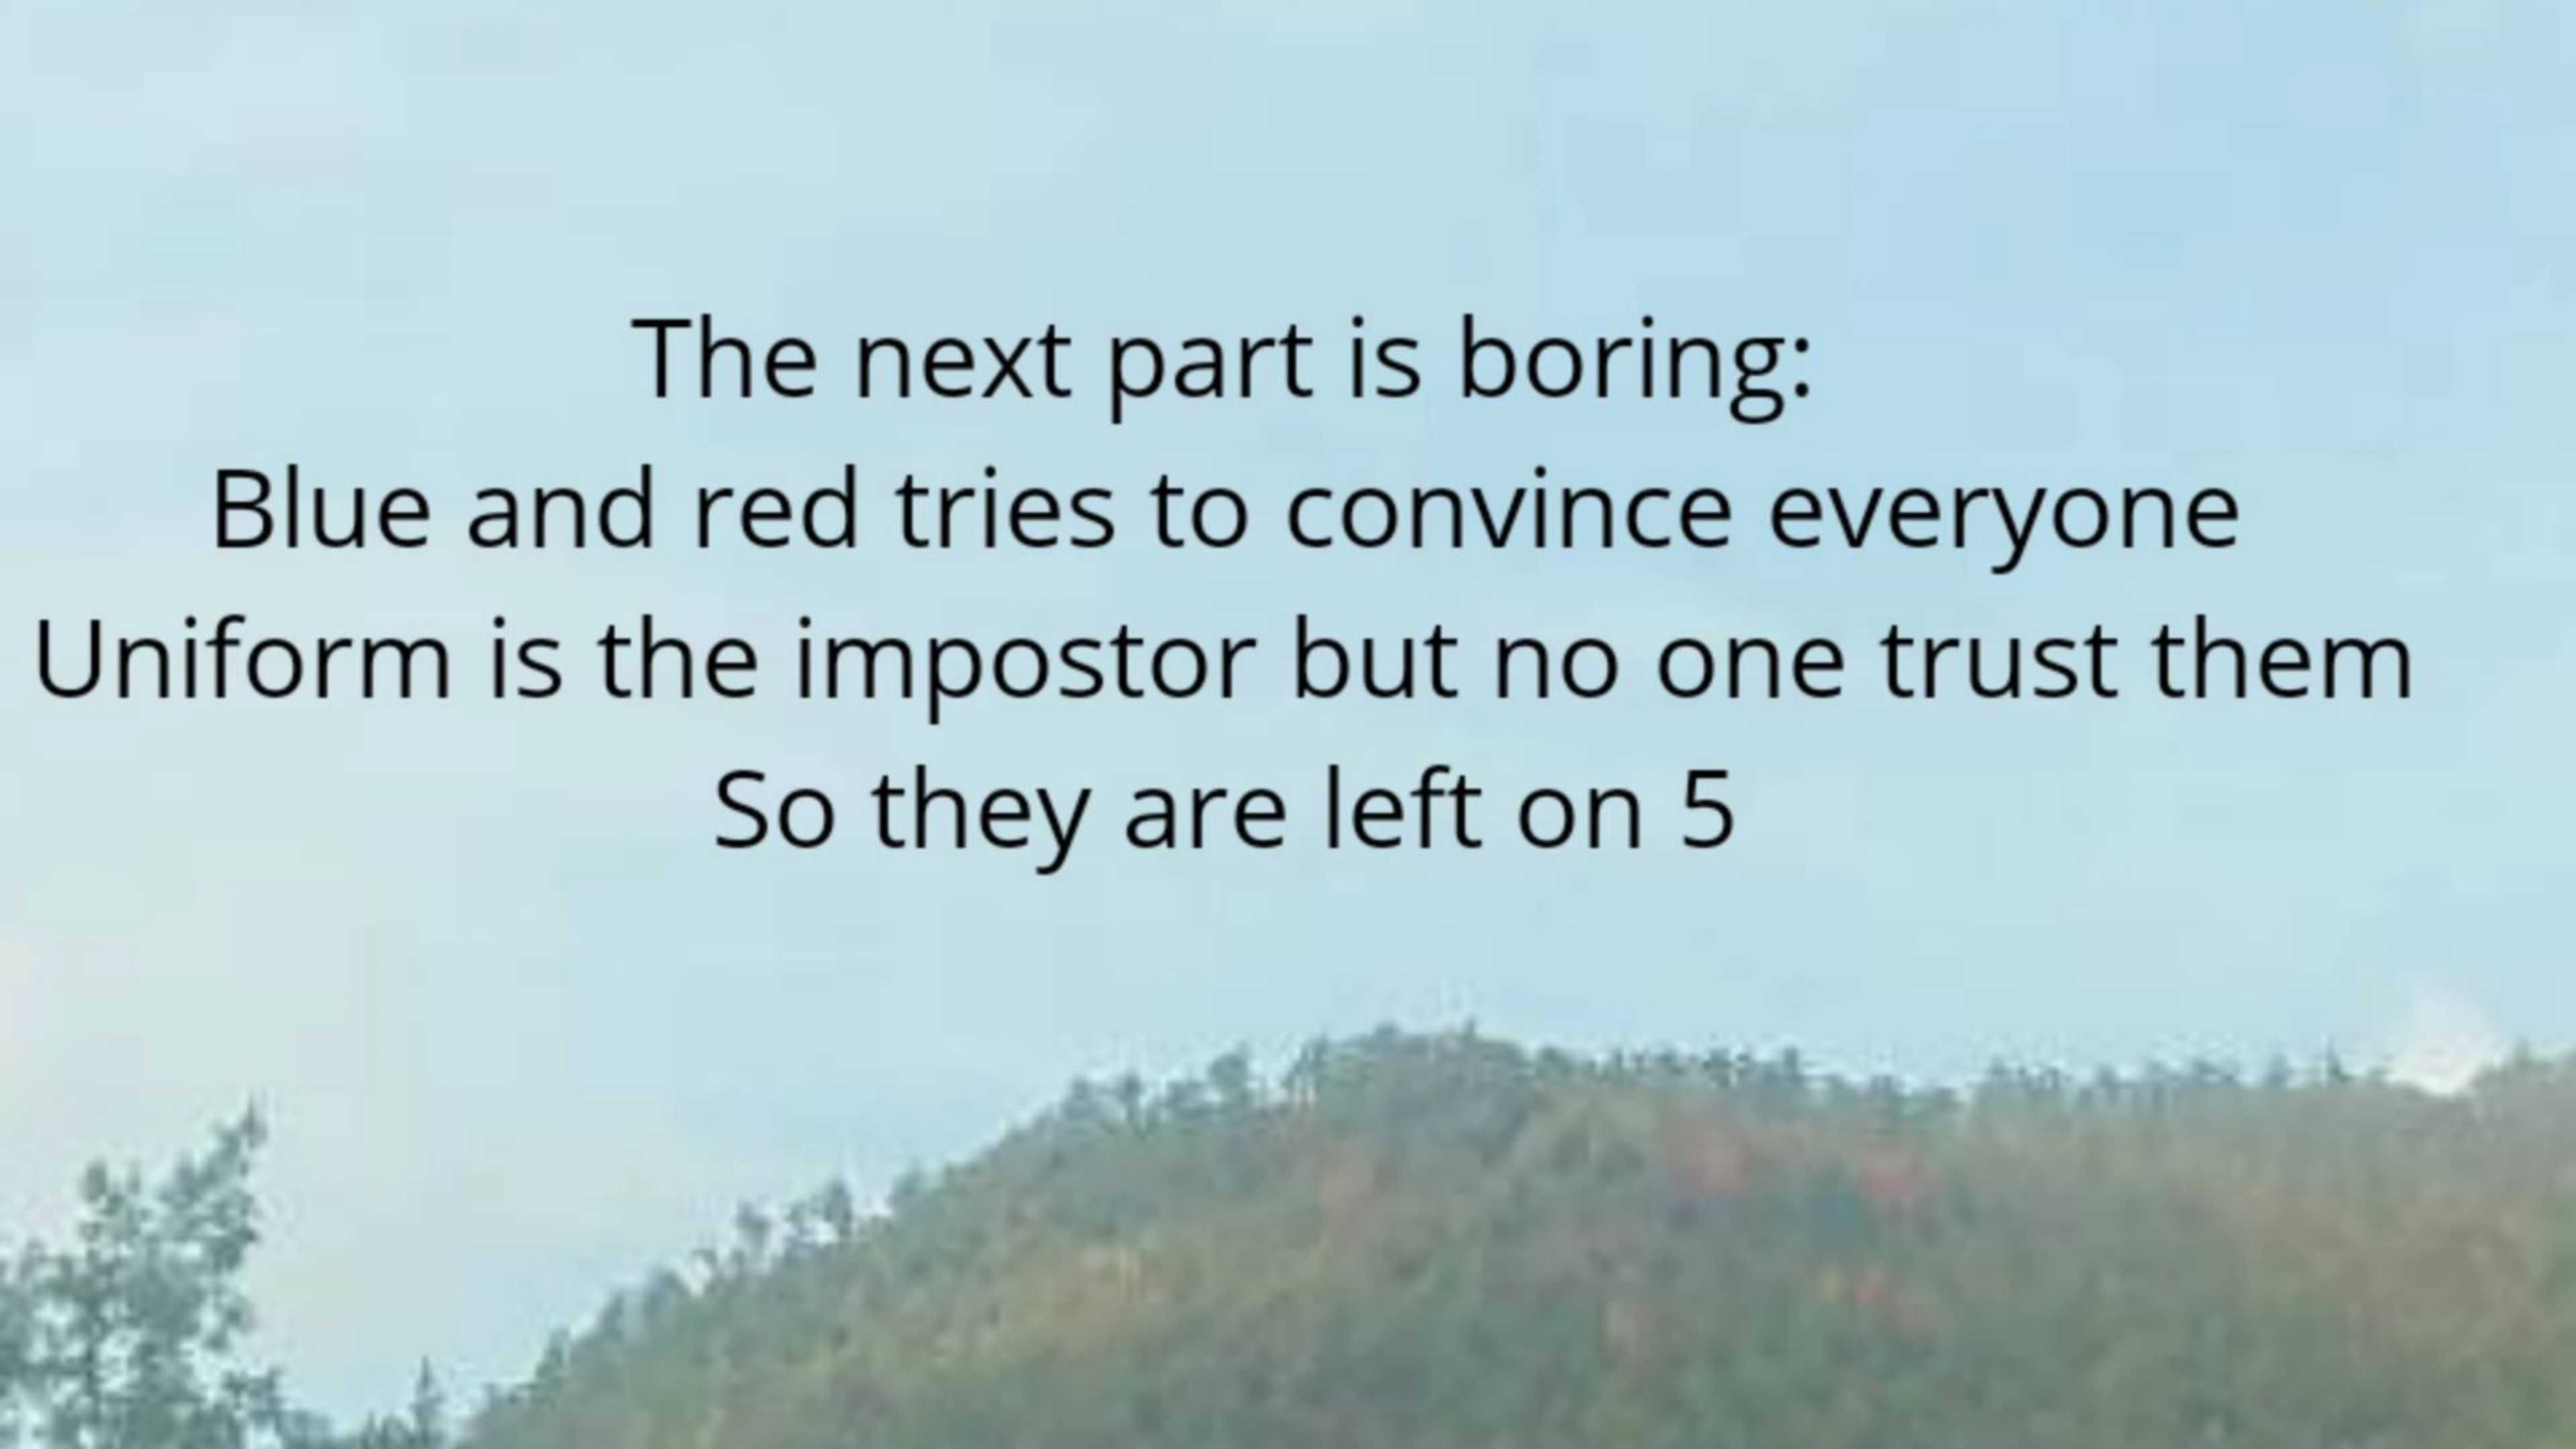 The next part is boring:
Blue and red tries to convince everyone
Uniform is the impostor but no one trust them
So they are left on 5